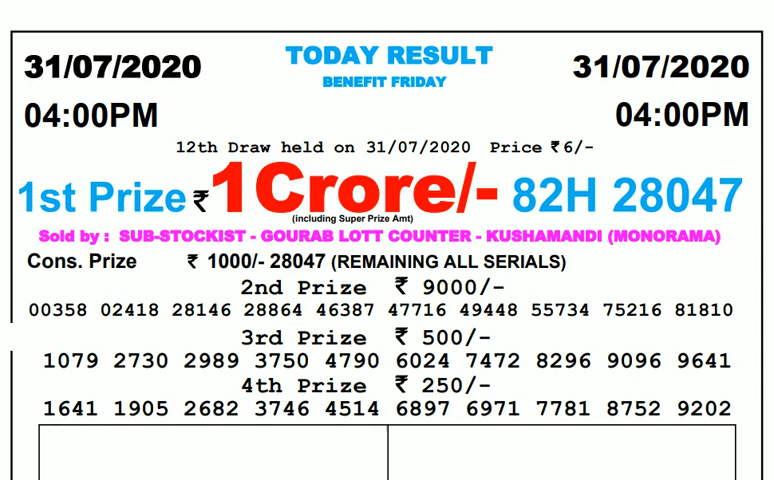 TODAY RESULT
31/07/2020 31/07/2020
BENEFIT FRIDAY
04:00PM 04:00PM
12th Draw held on 31/07/2020 Price ₹6/-
1st Prize ₹1Crore/- 82H 28047
(including Super Prize Amt)
Sold by : SUB-STOCKIST - GOURAB LOTT COUNTER - KUSHAMANDI (MONORAMA)
Cons. Prize ₹ 1000/- 28047 (REMAINING ALL SERIALS)
2nd Prize ₹ 9000/-
00358 02418 28146 28864 46387 47716 49448 55734 75216 81810
3rd Prize ₹ 500/-
1079 2730 2989 3750 4790 6024 7472 8296 9096 9641
4th Prize ₹ 250/-
1641 1905 2682 3746 4514 6897 6971 7781 8752 9202